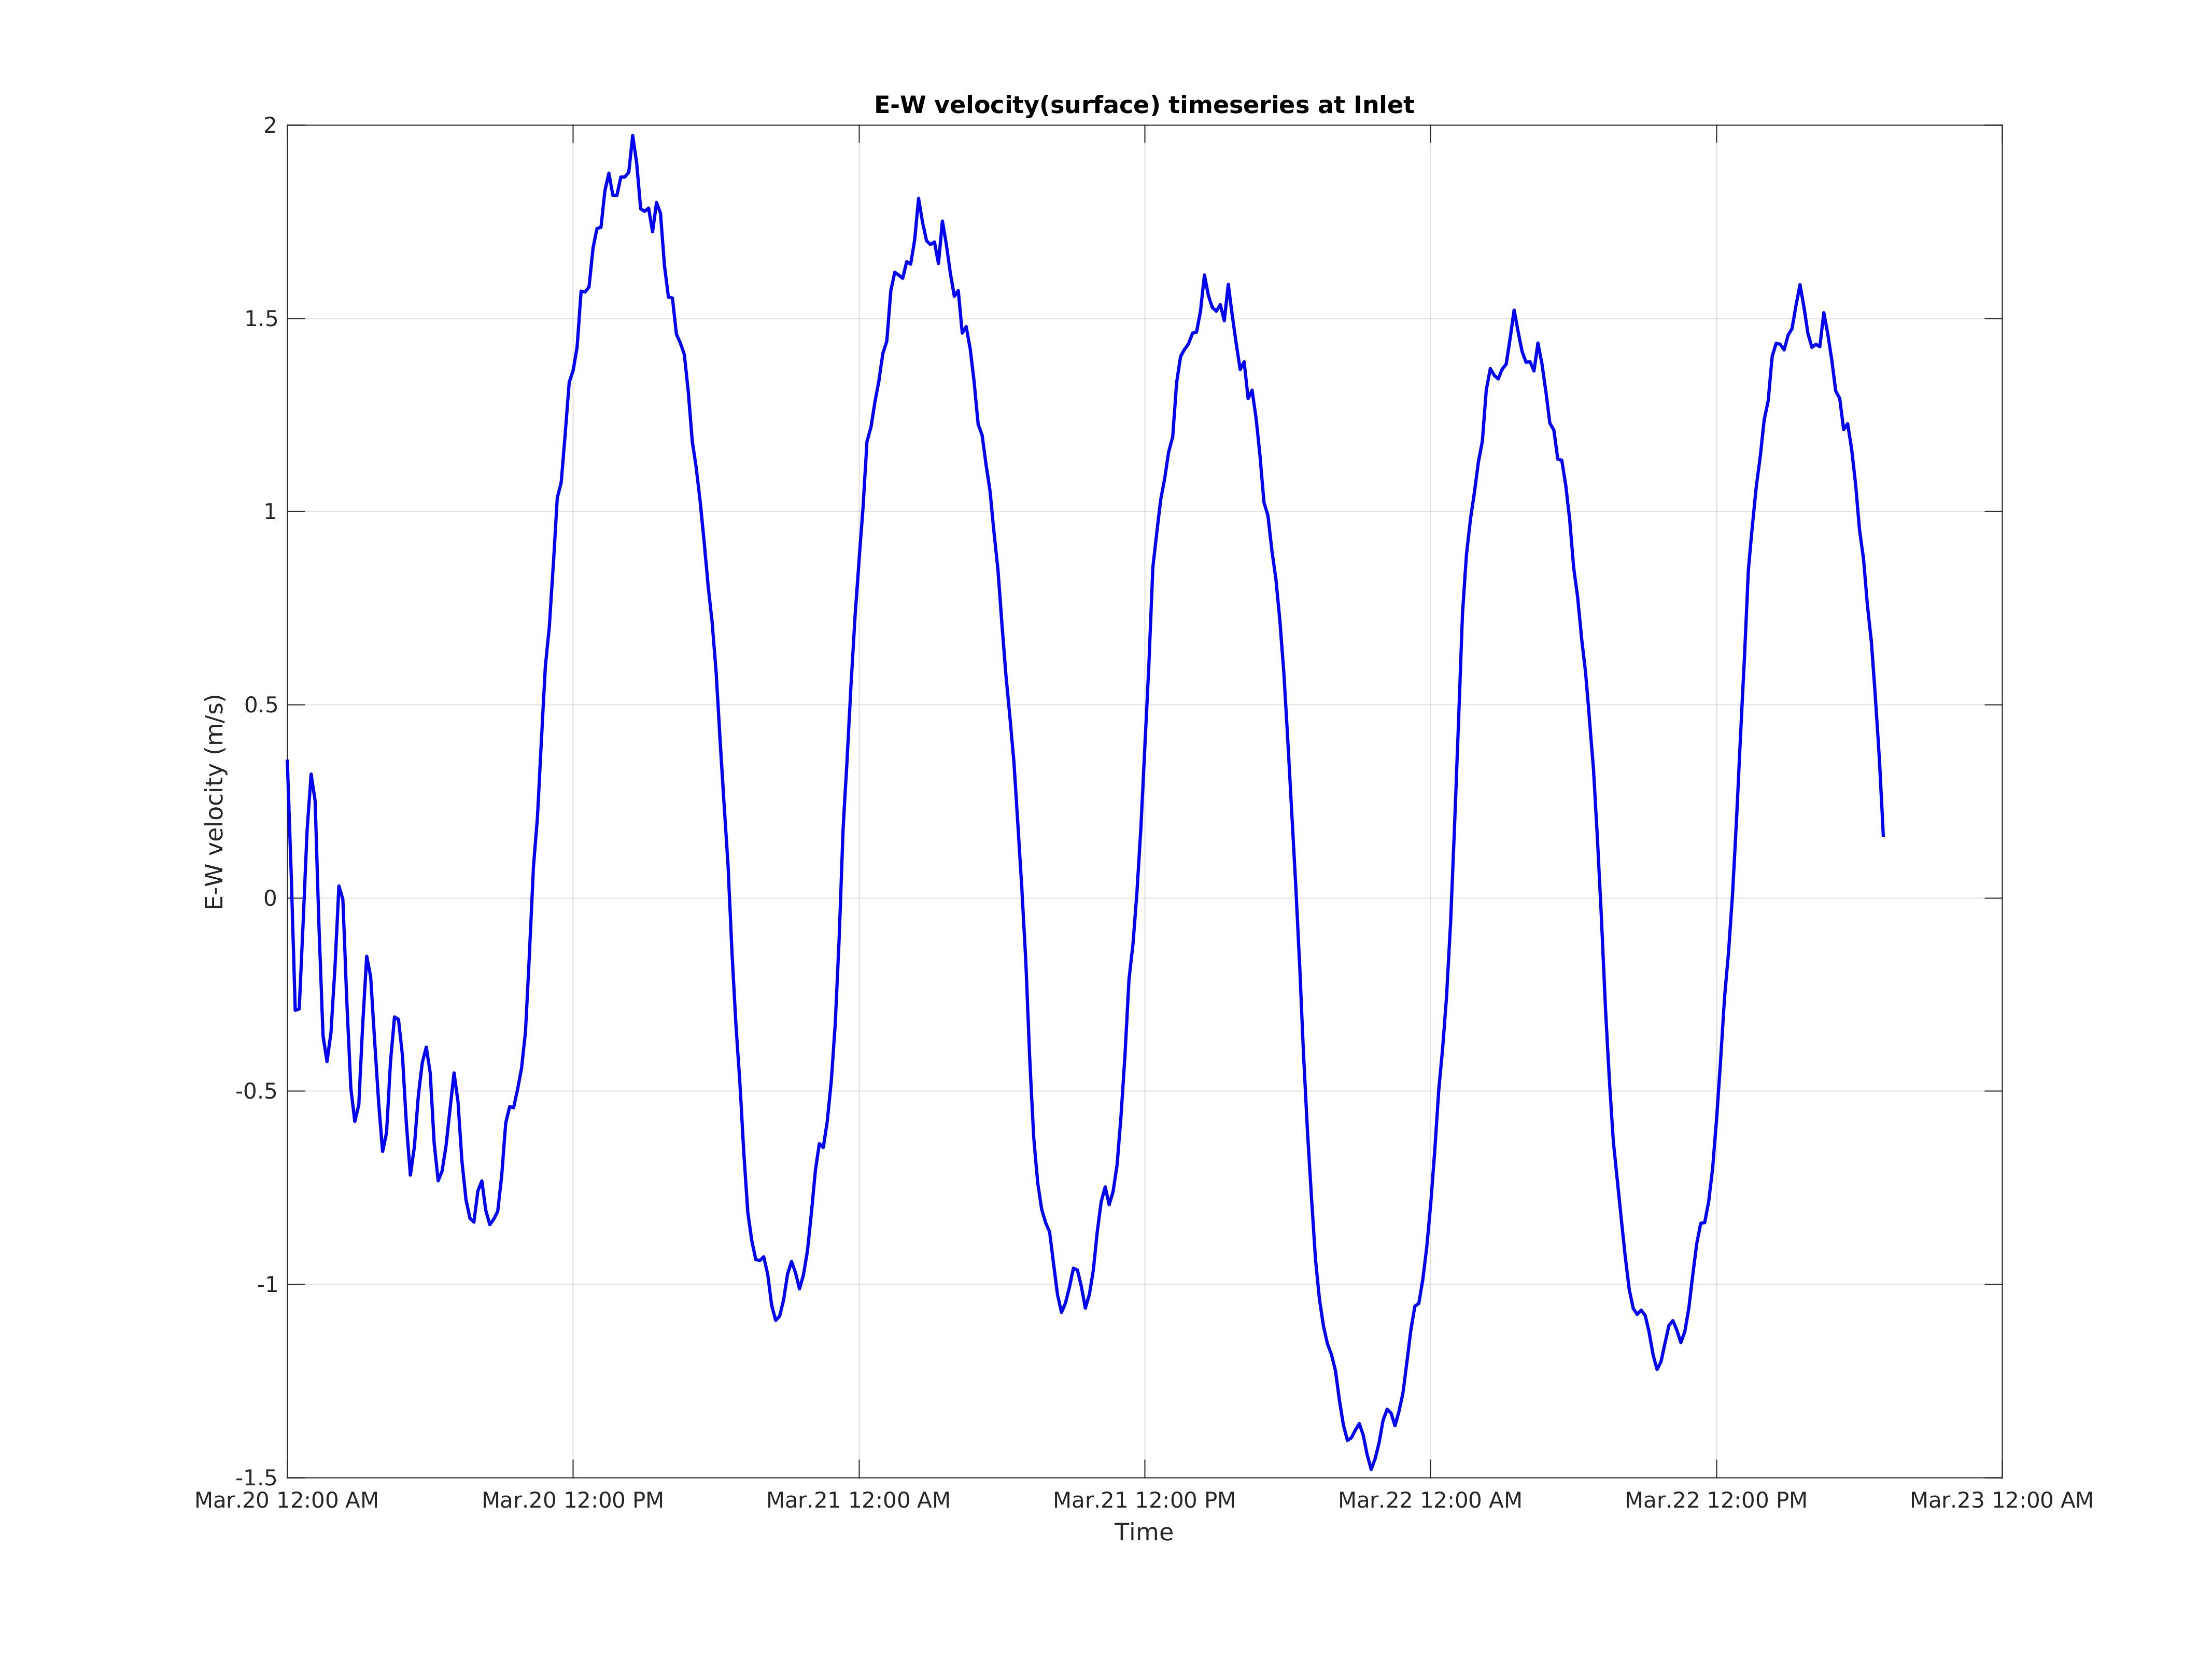 E-W velocity(surface) timeseries at Inlet
2
1.5
1
0.5
0
-0.5
-1
-1.5
E-W velocity (m/s)
Mar.20 12:00 AM
Mar.20 12:00 PM
Mar.21 12:00 AM
Mar.21 12:00 PM
Mar.22 12:00 AM
Mar.22 12:00 PM
Mar.23 12:00 AM
Time